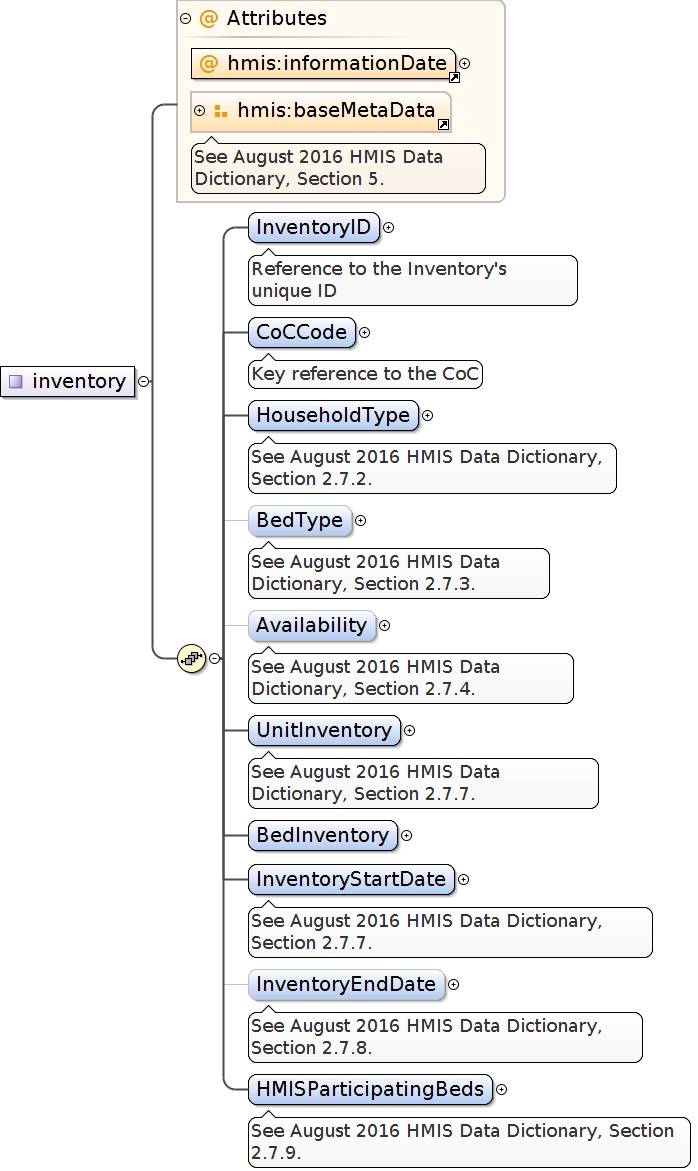 Attributes
@ hmis:informationDate
hmis:baseMetaData
See August 2016 HMIS Data
Dictionary, Section 5.
inventory
InventoryID
Reference to the Inventory's
unique ID
CoCCode
Key reference to the CoC
HouseholdType
See August 2016 HMIS Data Dictionary,
Section 2.7.2.
BedType
See August 2016 HMIS Data
Dictionary, Section 2.7.3.
Availability
See August 2016 HMIS Data
Dictionary, Section 2.7.4.
UnitInventory
See August 2016 HMIS Data
Dictionary, Section 2.7.7.
BedInventory
InventoryStartDate
See August 2016 HMIS Data Dictionary,
Section 2.7.7.
InventoryEndDate
See August 2016 HMIS Data Dictionary,
Section 2.7.8.
HMISParticipatingBeds
See August 2016 HMIS Data Dictionary, Section
2.7.9.